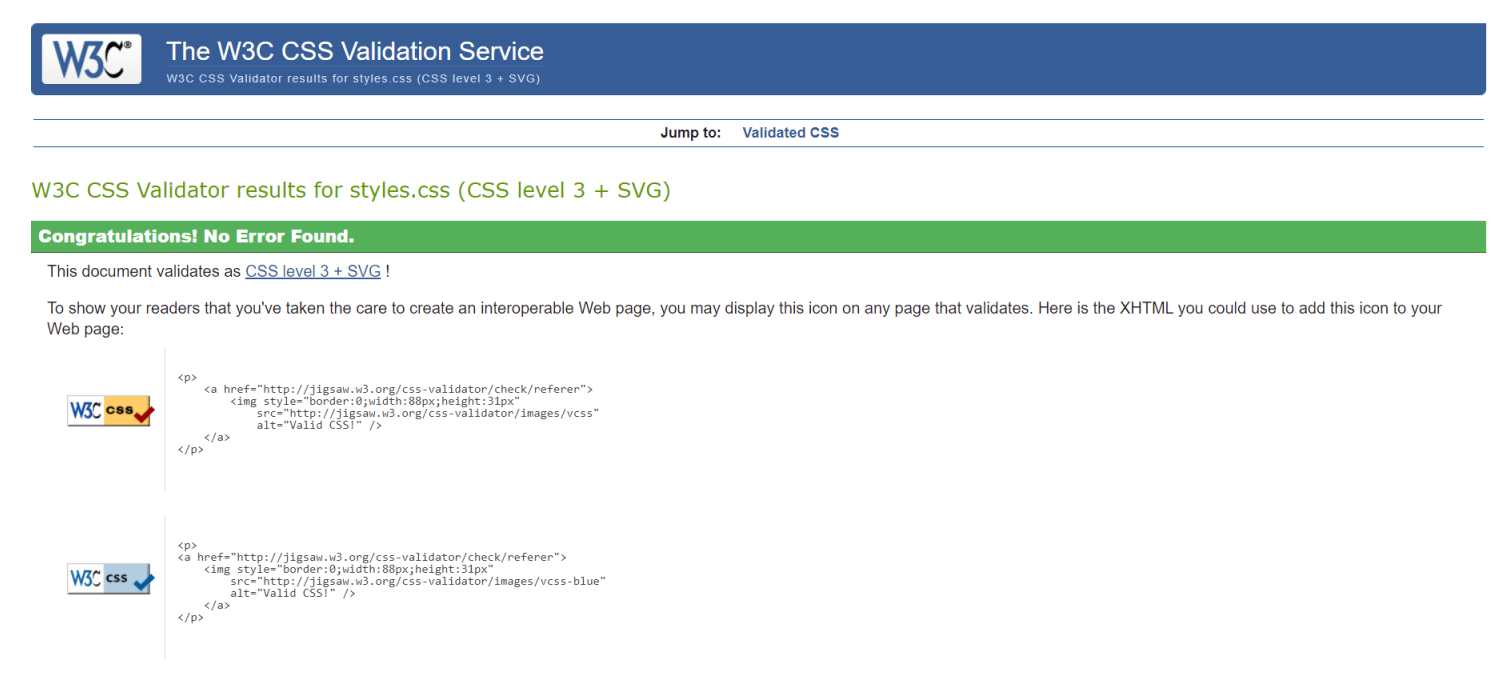 W3C®
The W3C CSS Validation Service
W3C CSS Validator results for styles.css (CSS level 3 + SVG)
Jump to: Validated CSS
W3C CSS Validator results for styles.css (CSS level 3 + SVG)
Congratulations! No Error Found.
This document validates as CSS level 3 + SVG !
To show your readers that you've taken the care to create an interoperable Web page, you may display this icon on any page that validates. Here is the XHTML you could use to add this icon to your
Web page:
W3C css
<p>
    <a href="http://jigsaw.w3.org/css-validator/check/referer">
        <img style="border:0;width:88px;height:31px"
            src="http://jigsaw.w3.org/css-validator/images/vcss"
            alt="Valid CSS!" />
    </a>
</p>
W3C css
<p>
<a href="http://jigsaw.w3.org/css-validator/check/referer">
    <img style="border:0;width:88px;height:31px"
        src="http://jigsaw.w3.org/css-validator/images/vcss-blue"
        alt="Valid CSS!" />
    </a>
</p>